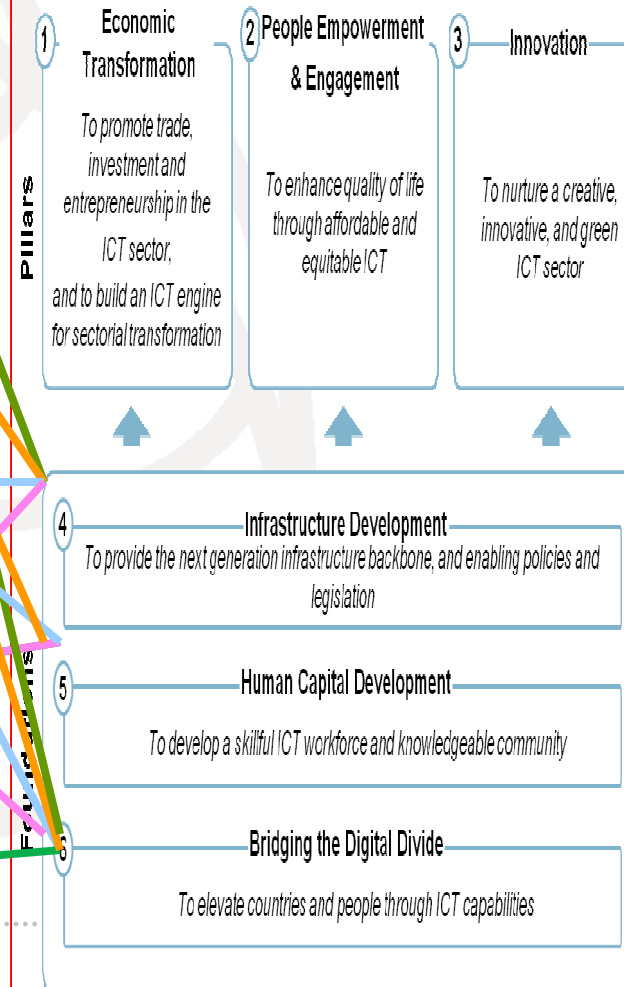 1
Economic
Transformation
To promote trade,
investment and
entrepreneurship in the
ICT sector,
and to build an ICT engine
for sectorial transformation
2
People Empowerment
& Engagement
To enhance quality of life
through affordable and
equitable ICT
3
Innovation
To nurture a creative,
innovative, and green
ICT sector
Pillars
4
Infrastructure Development
To provide the next generation infrastructure backbone, and enabling policies and
legislation
5
Human Capital Development
To develop a skillful ICT workforce and knowledgeable community
6
Bridging the Digital Divide
To elevate countries and people through ICT capabilities